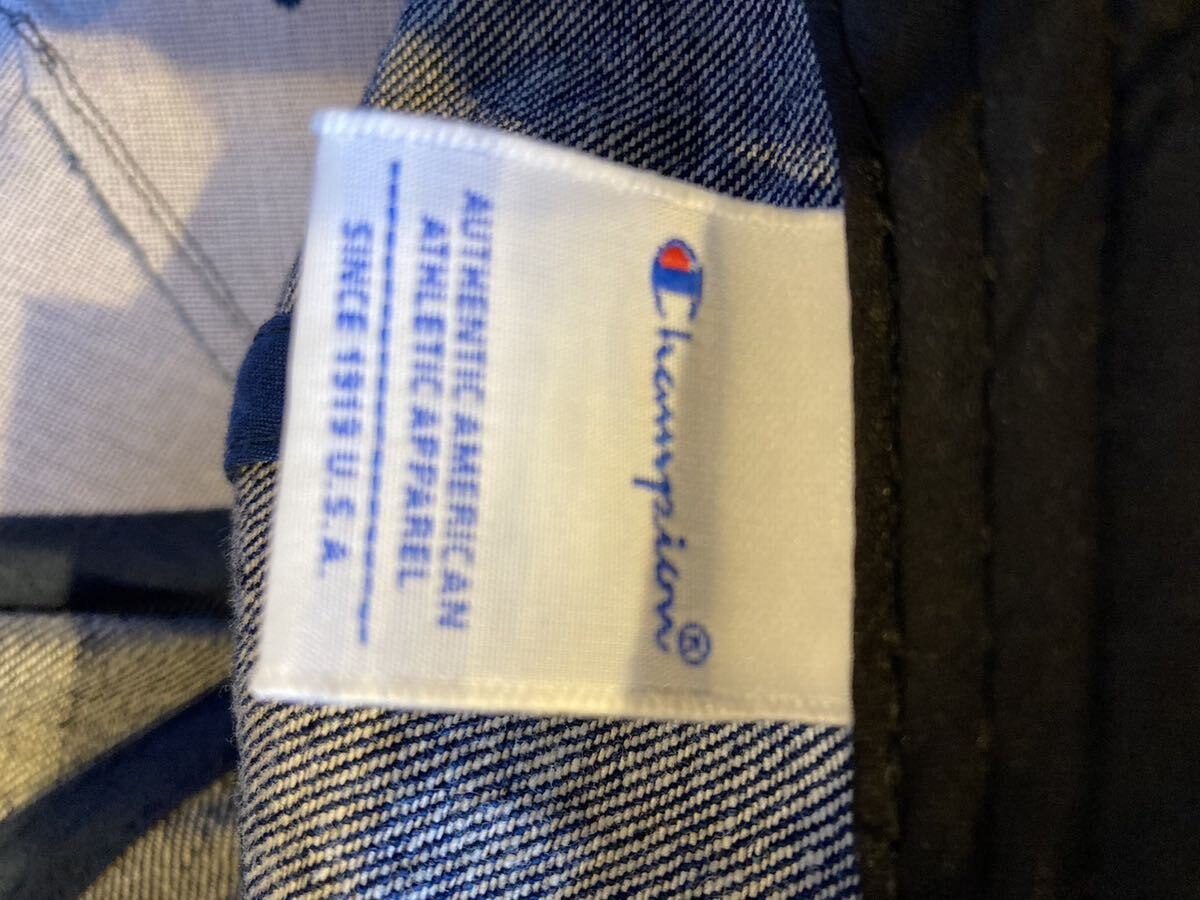 Champion®
AUTHENTIC AMERICAN
ATHLETIC APPAREL
SINCE 1919 U.S.A.